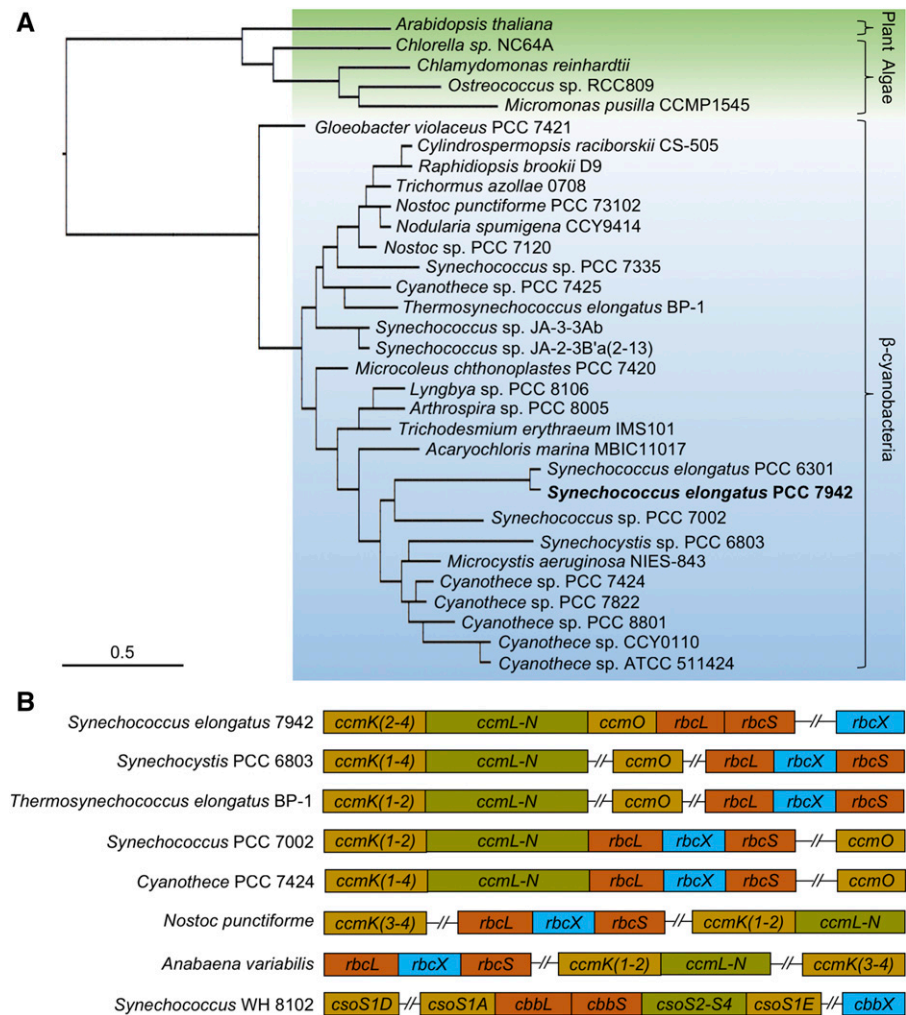 A
Arabidopsis thaliana
Chlorella sp. NC64A
Chlamydomonas reinhardtii
Ostreococcus sp. RCC809
Micromonas pusilla CCMP1545
Plant
Algae
Gloeobacter violaceus PCC 7421
Cylindrospermopsis raciborskii CS-505
Raphidiopsis brookii D9
Trichormus azollae 0708
Nostoc punctiforme PCC 73102
Nodularia spumigena CCY9414
Nostoc sp. PCC 7120
Synechococcus sp. PCC 7335
Cyanothece sp. PCC 7425
Thermosynechococcus elongatus BP-1
Synechococcus sp. JA-3-3Ab
Synechococcus sp. JA-2-3B'a(2-13)
Microcoleus chthonoplastes PCC 7420
Lyngbya sp. PCC 8106
Arthrospira sp. PCC 8005
Trichodesmium erythraeum IMS101
Acaryochloris marina MBIC11017
Synechococcus elongatus PCC 6301
Synechococcus elongatus PCC 7942
Synechococcus sp. PCC 7002
Synechocystis sp. PCC 6803
Microcystis aeruginosa NIES-843
Cyanothece sp. PCC 7424
Cyanothece sp. PCC 7822
Cyanothece sp. PCC 8801
Cyanothece sp. CCY0110
Cyanothece sp. ATCC 511424
β-cyanobacteria
0.5
B
Synechococcus elongatus 7942 ccmK(2-4) ccmL-N ccmO rbcL rbcS // rbcX
Synechocystis PCC 6803 ccmK(1-4) ccmL-N // ccmO // rbcL rbcX rbcS
Thermosynechococcus elongatus BP-1 ccmK(1-2) ccmL-N // ccmO // rbcL rbcX rbcS
Synechococcus PCC 7002 ccmK(1-2) ccmL-N rbcL rbcX rbcS // ccmO
Cyanothece PCC 7424 ccmK(1-4) ccmL-N rbcL rbcX rbcS // ccmO
Nostoc punctiforme ccmK(3-4) // rbcL rbcX rbcS // ccmK(1-2) ccmL-N
Anabaena variabilis rbcL rbcX rbcS // ccmK(1-2) ccmL-N // ccmK(3-4)
Synechococcus WH 8102 csoS1D // csoS1A cbbL cbbS csoS2-S4 csoS1E // cbbX